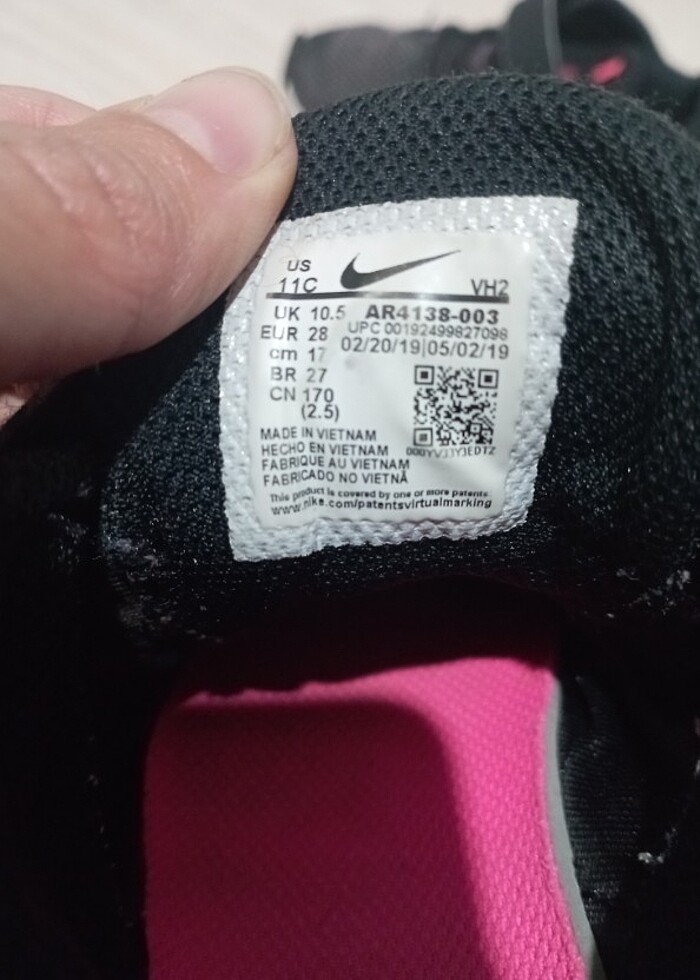 US
11C VH2
UK 10.5 AR4138-003
EUR 28 UPC 00192499827098
cm 17 02/20/19|05/02/19
BR 27
CN 170
(2.5)
MADE IN VIETNAM
HECHO EN VIETNAM 000YV3JYJEDTZ
FABRIQUE AU VIETNAM
FABRICADO NO VIETNÃ
This product is covered by one or more patents.
www.nike.com/patentsvirtualmarking